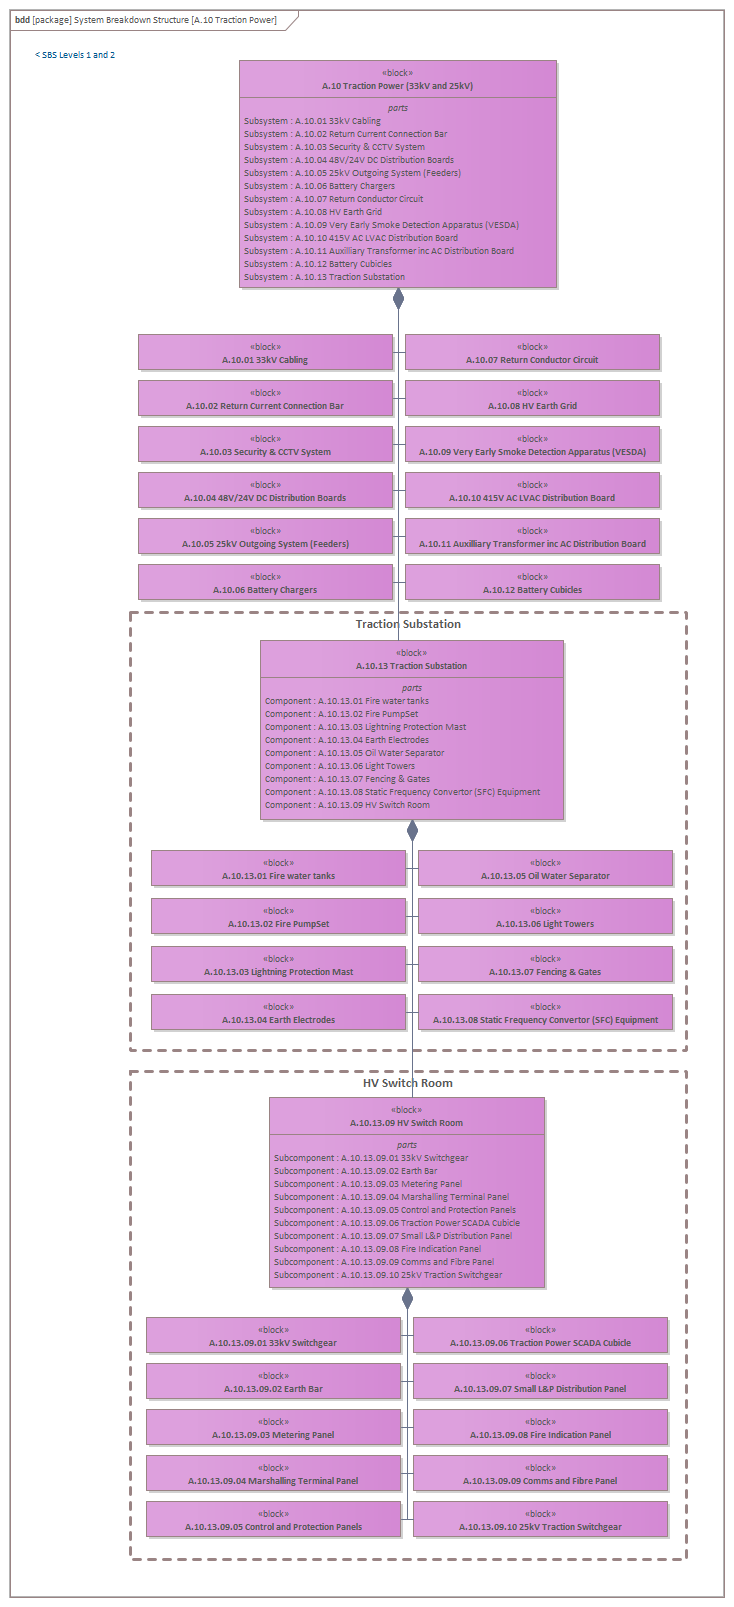 bdd [package] System Breakdown Structure [A.10 Traction Power]
< SBS Levels 1 and 2
«block»
A.10 Traction Power (33kV and 25kV)
parts
Subsystem : A.10.01 33kV Cabling
Subsystem : A.10.02 Return Current Connection Bar
Subsystem : A.10.03 Security & CCTV System
Subsystem : A.10.04 48V/24V DC Distribution Boards
Subsystem : A.10.05 25kV Outgoing System (Feeders)
Subsystem : A.10.06 Battery Chargers
Subsystem : A.10.07 Return Conductor Circuit
Subsystem : A.10.08 HV Earth Grid
Subsystem : A.10.09 Very Early Smoke Detection Apparatus (VESDA)
Subsystem : A.10.10 415V AC LVAC Distribution Board
Subsystem : A.10.11 Auxilliary Transformer inc AC Distribution Board
Subsystem : A.10.12 Battery Cubicles
Subsystem : A.10.13 Traction Substation
«block»
A.10.01 33kV Cabling
«block»
A.10.07 Return Conductor Circuit
«block»
A.10.02 Return Current Connection Bar
«block»
A.10.08 HV Earth Grid
«block»
A.10.03 Security & CCTV System
«block»
A.10.09 Very Early Smoke Detection Apparatus (VESDA)
«block»
A.10.04 48V/24V DC Distribution Boards
«block»
A.10.10 415V AC LVAC Distribution Board
«block»
A.10.05 25kV Outgoing System (Feeders)
«block»
A.10.11 Auxilliary Transformer inc AC Distribution Board
«block»
A.10.06 Battery Chargers
«block»
A.10.12 Battery Cubicles
Traction Substation
«block»
A.10.13 Traction Substation
parts
Component : A.10.13.01 Fire water tanks
Component : A.10.13.02 Fire PumpSet
Component : A.10.13.03 Lightning Protection Mast
Component : A.10.13.04 Earth Electrodes
Component : A.10.13.05 Oil Water Separator
Component : A.10.13.06 Light Towers
Component : A.10.13.07 Fencing & Gates
Component : A.10.13.08 Static Frequency Convertor (SFC) Equipment
Component : A.10.13.09 HV Switch Room
«block»
A.10.13.01 Fire water tanks
«block»
A.10.13.05 Oil Water Separator
«block»
A.10.13.02 Fire PumpSet
«block»
A.10.13.06 Light Towers
«block»
A.10.13.03 Lightning Protection Mast
«block»
A.10.13.07 Fencing & Gates
«block»
A.10.13.04 Earth Electrodes
«block»
A.10.13.08 Static Frequency Convertor (SFC) Equipment
HV Switch Room
«block»
A.10.13.09 HV Switch Room
parts
Subcomponent : A.10.13.09.01 33kV Switchgear
Subcomponent : A.10.13.09.02 Earth Bar
Subcomponent : A.10.13.09.03 Metering Panel
Subcomponent : A.10.13.09.04 Marshalling Terminal Panel
Subcomponent : A.10.13.09.05 Control and Protection Panels
Subcomponent : A.10.13.09.06 Traction Power SCADA Cubicle
Subcomponent : A.10.13.09.07 Small L&P Distribution Panel
Subcomponent : A.10.13.09.08 Fire Indication Panel
Subcomponent : A.10.13.09.09 Comms and Fibre Panel
Subcomponent : A.10.13.09.10 25kV Traction Switchgear
«block»
A.10.13.09.01 33kV Switchgear
«block»
A.10.13.09.06 Traction Power SCADA Cubicle
«block»
A.10.13.09.02 Earth Bar
«block»
A.10.13.09.07 Small L&P Distribution Panel
«block»
A.10.13.09.03 Metering Panel
«block»
A.10.13.09.08 Fire Indication Panel
«block»
A.10.13.09.04 Marshalling Terminal Panel
«block»
A.10.13.09.09 Comms and Fibre Panel
«block»
A.10.13.09.05 Control and Protection Panels
«block»
A.10.13.09.10 25kV Traction Switchgear